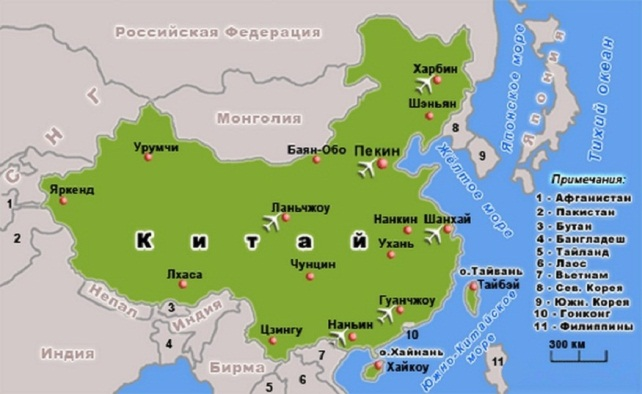 Российская Федерация
С Н Г
Монголия
Харбин
Шэньян
Баян-Обо
Пекин
Урумчи
Яркенд
Ланьчжоу
Нанкин
Шанхай
Китай
Ухань
Чунцин
Лхаса
Гуанчжоу
Наньин
Цзингу
о.Тайвань
Тайбэй
о.Хайнань
Хайкоу
Непал
Индия
Индия
Бирма
Япония
Японское море
Тихий океан
Жёлтое море
Южно-Китайское
море
1
2
3
4
5
6
7
8
9
10
11
Примечания:
1 - Афганистан
2 - Пакистан
3 - Бутан
4 - Бангладеш
5 - Тайланд
6 - Лаос
7 - Вьетнам
8 - Сев. Корея
9 - Южн. Корея
10 - Гонконг
11 - Филиппины
300 км